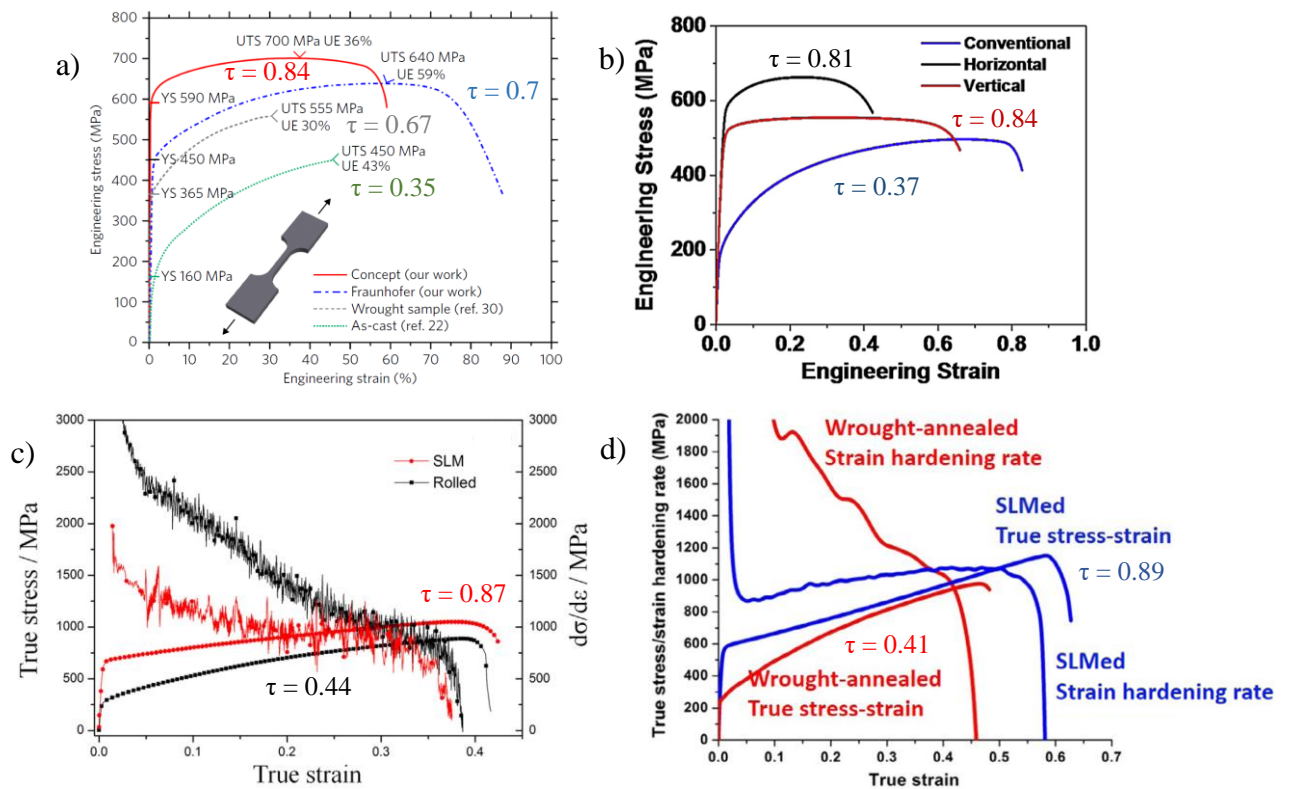 a)
800
700
600
500
400
300
200
100
0
Engineering stress (MPa)
UTS 700 MPa UE 36%
τ = 0.84
UTS 640 MPa
UE 59%
τ = 0.7
YS 590 MPa
UTS 555 MPa
UE 30%
τ = 0.67
YS 450 MPa
UTS 450 MPa
UE 43%
τ = 0.35
YS 365 MPa
YS 160 MPa
Concept (our work)
Fraunhofer (our work)
Wrought sample (ref. 30)
As-cast (ref. 22)
0 10 20 30 40 50 60 70 80 90 100
Engineering strain (%)
b)
800
600
400
200
0
Engineering Stress (MPa)
τ = 0.81
Conventional
Horizontal
Vertical
τ = 0.84
τ = 0.37
0.0 0.2 0.4 0.6 0.8 1.0
Engineering Strain
c)
3000
2500
2000
1500
1000
500
0
True stress / MPa
SLM
Rolled
τ = 0.87
τ = 0.44
3000
2500
2000
1500
1000
500
0
dσ/dε / MPa
0.0 0.1 0.2 0.3 0.4
True strain
d)
2000
1800
1600
1400
1200
1000
800
600
400
200
0
True stress/strain hardening rate (MPa)
Wrought-annealed
Strain hardening rate
SLMed
True stress-strain
τ = 0.89
τ = 0.41
Wrought-annealed
True stress-strain
SLMed
Strain hardening rate
0.0 0.1 0.2 0.3 0.4 0.5 0.6 0.7
True strain